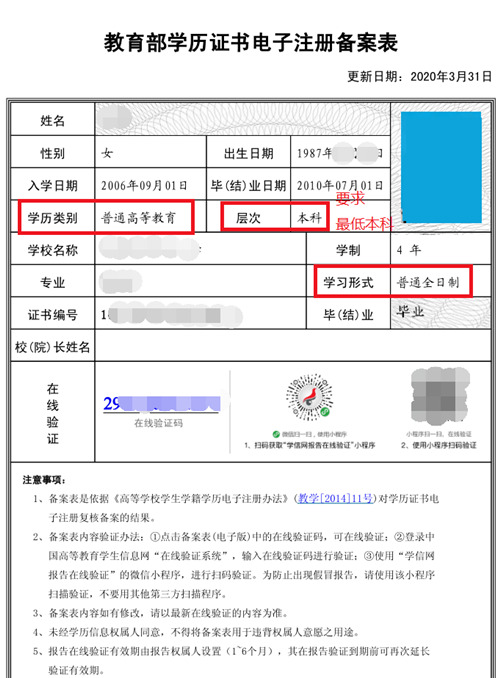 教育部学历证书电子注册备案表
更新日期：2020年3月31日
姓名
性别 女 出生日期 1987 日
入学日期 2006年09月01日 毕(结)业日期 2010年07月01日
要求
学历类别 普通高等教育 层次 本科 最低本科
学校名称 学制 4 年
专业 学习形式 普通全日制
证书编号 1 毕(结)业 毕业
校(院)长姓名
在线验证
29
在线验证码
微信扫一扫，使用小程序
1、扫码获取“学信网报告在线验证”小程序
小程序扫一扫，在线验证
2、使用小程序扫码验证
注意事项：
1、备案表是依据《高等学校学生学籍学历电子注册办法》(教学[2014]11号)对学历证书电
子注册复核备案的结果。
2、备案表内容验证办法：①点击备案表(电子版)中的在线验证码，可在线验证；②登录中
国高等教育学生信息网“在线验证系统”，输入在线验证码进行验证；③使用“学信网
报告在线验证”的微信小程序，进行扫码验证。为防止出现假冒报告，请使用该小程序
扫描验证，不要用其他第三方扫描程序。
3、备案表内容如有修改，请以最新在线验证的内容为准。
4、未经学历信息权属人同意，不得将备案表用于违背权属人意愿之用途。
5、报告在线验证有效期由报告权属人设置（1~6个月），其在报告验证到期前可再次延长
验证有效期。